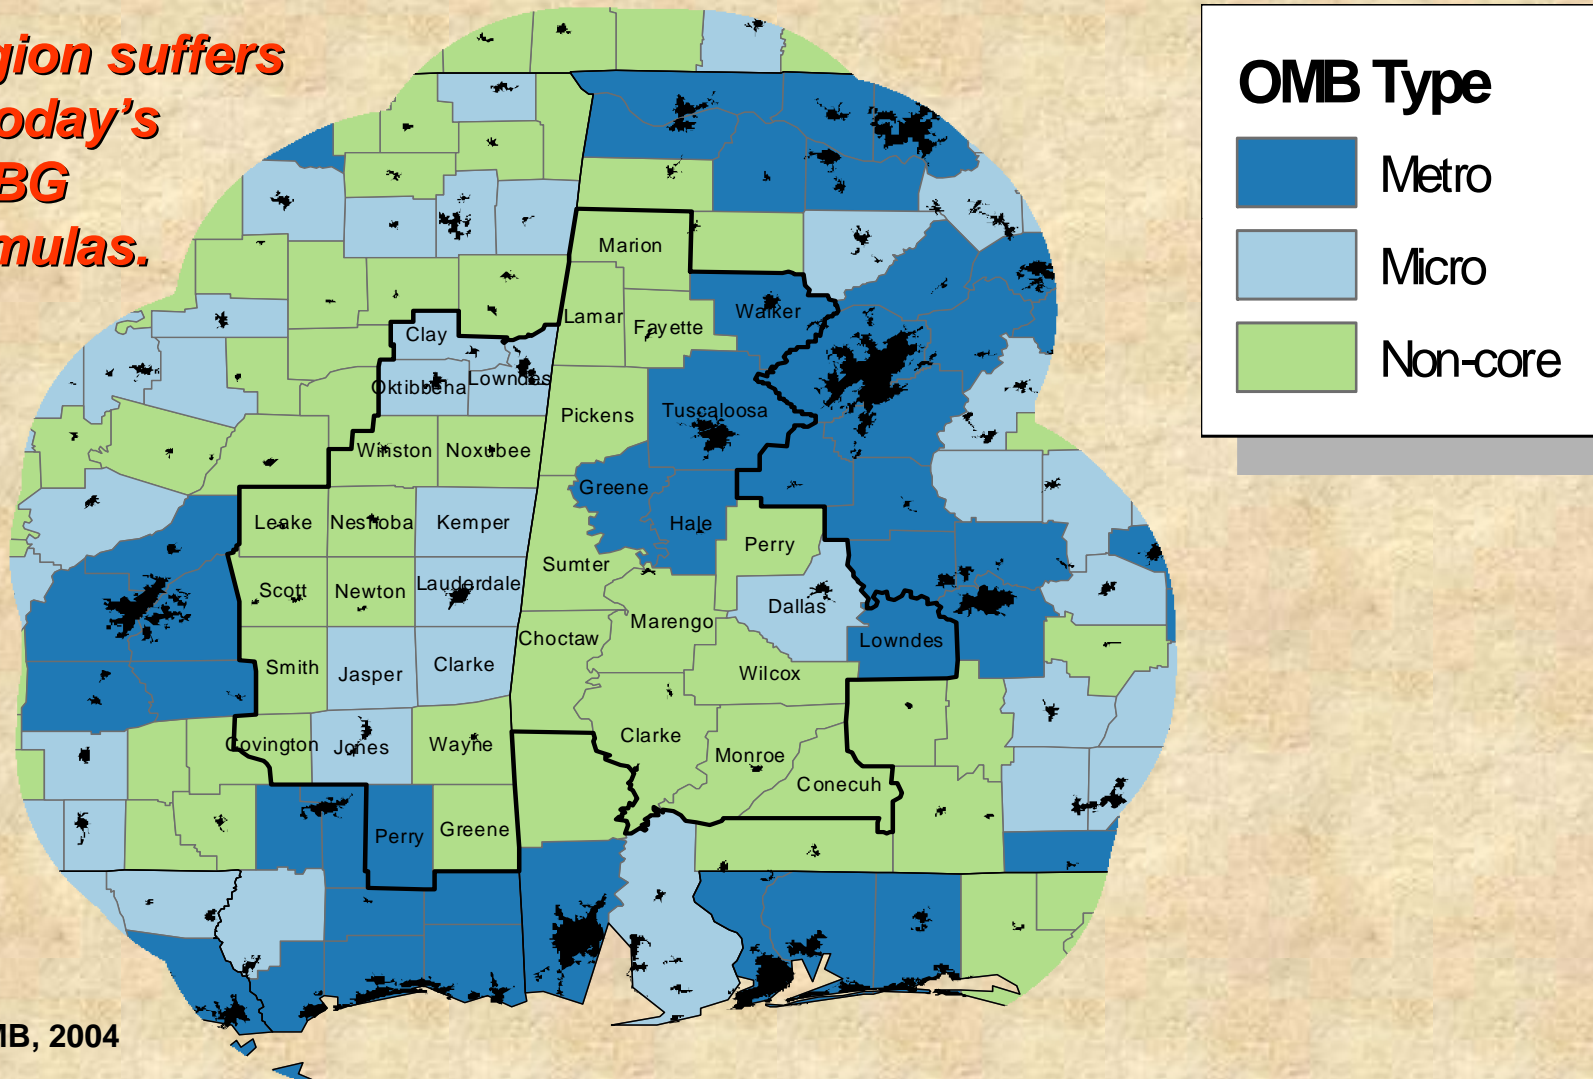 gion suffers
oday's
BG
mulas.
OMB Type
Metro
Micro
Non-core
Marion
Lamar
Fayette
Walker
Clay
Oktibbena
Lowndes
Pickens
Tuscaloosa
Winston
Noxubee
Greene
Hale
Leake
Neshoba
Kemper
Perry
Sumter
Scott
Newton
Lauderdale
Dallas
Marengo
Choctaw
Lowndes
Smith
Jasper
Clarke
Wilcox
Covington
Jones
Wayne
Clarke
Monroe
Conecuh
Perry
Greene
MB, 2004